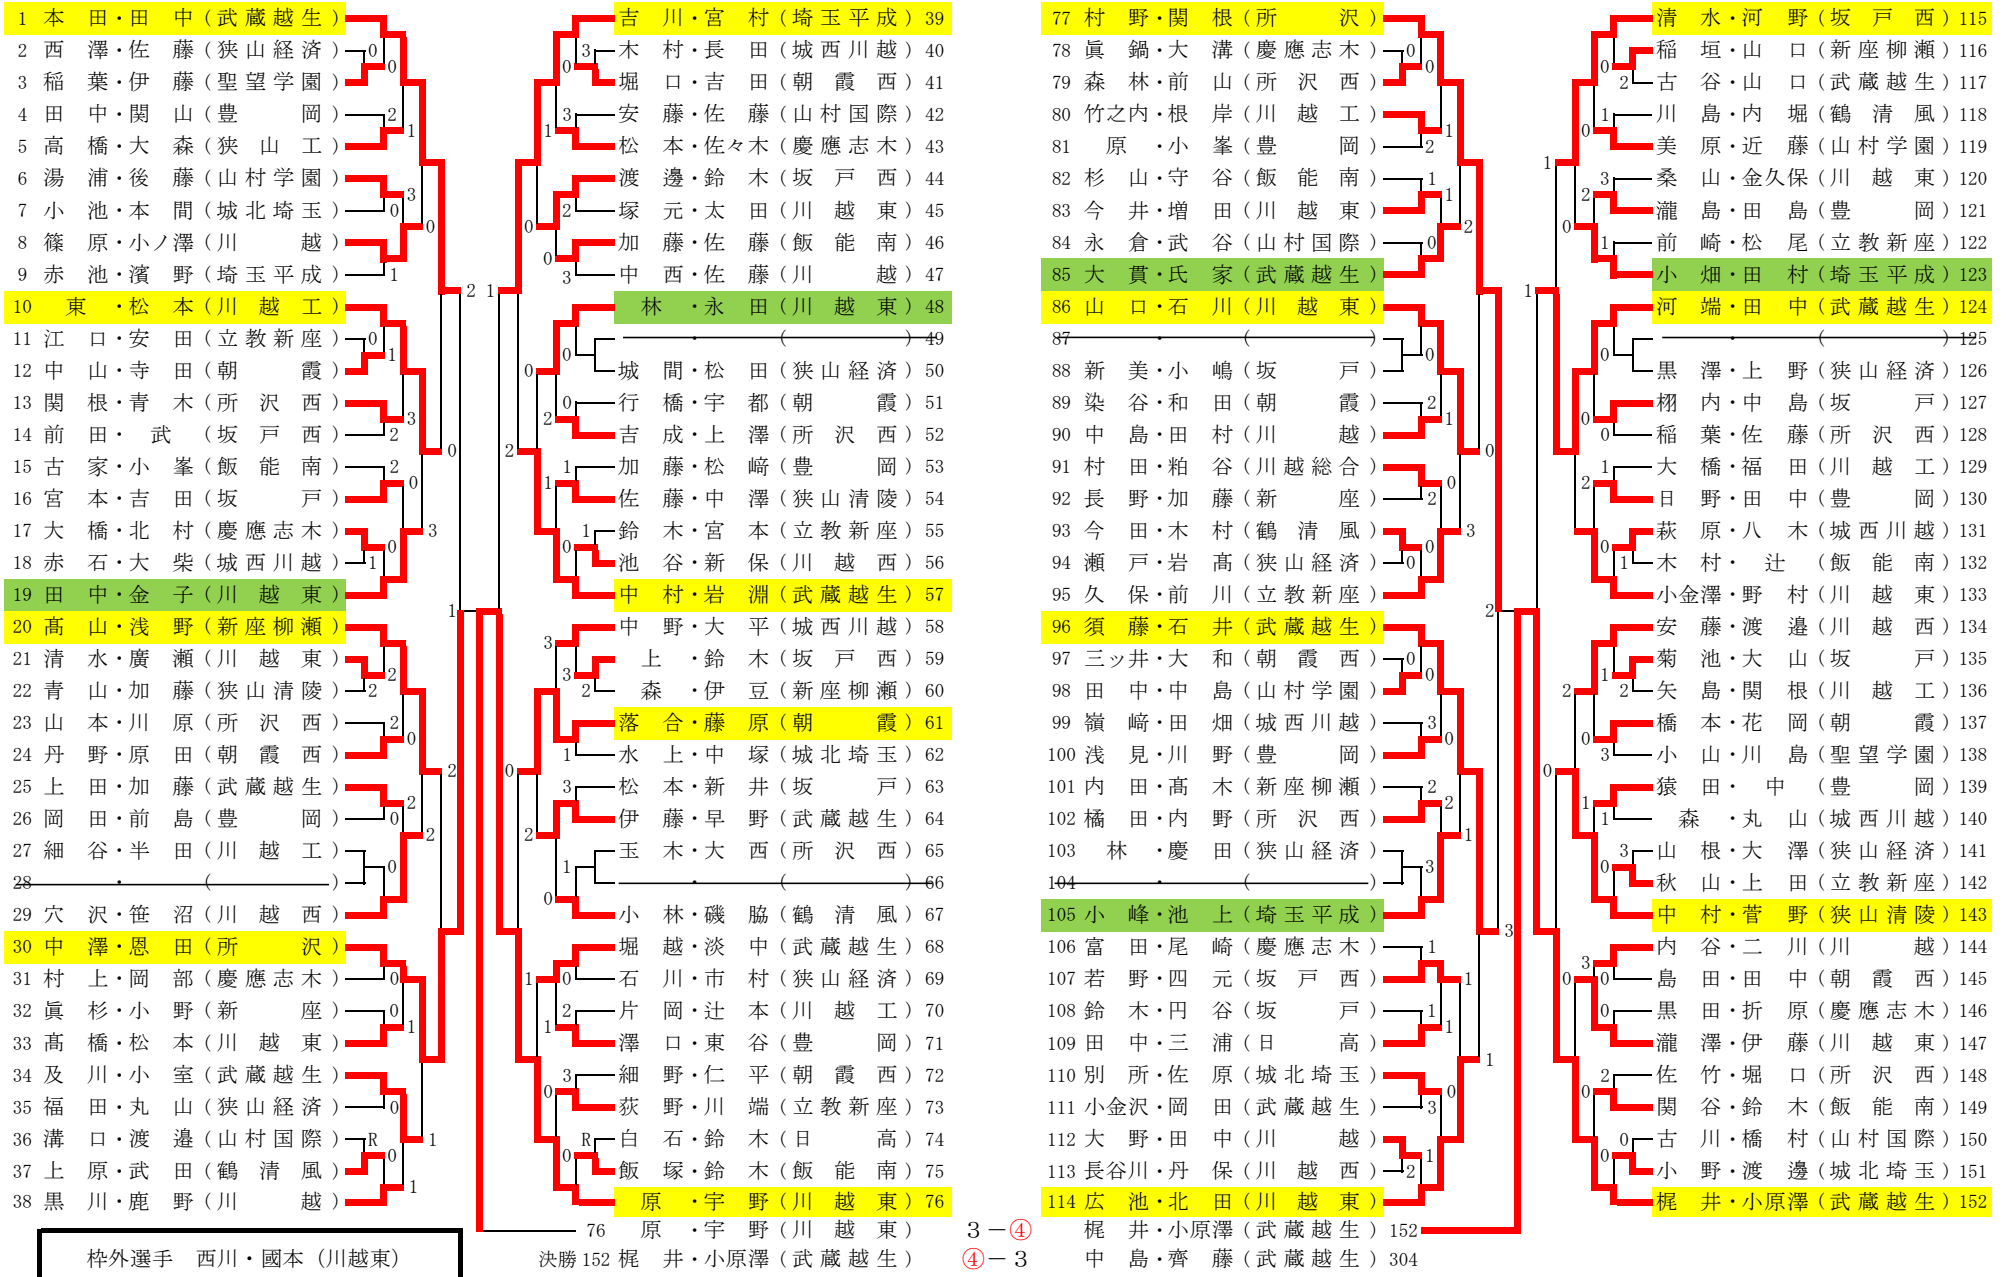 1 本田・田中(武蔵越生)
2 西澤・佐藤(狭山経済)
3 稲葉・伊藤(聖望学園)
4 田中・関山(豊岡)
5 高橋・大森(狭山工)
6 湯浦・後藤(山村学園)
7 小池・本間(城北埼玉)
8 篠原・小ノ澤(川越)
9 赤池・濱野(埼玉平成)
10 東・松本(川越工)
11 江口・安田(立教新座)
12 中山・寺田(朝霞)
13 関根・青木(所沢西)
14 前田・武(坂戸西)
15 古家・小峯(飯能南)
16 宮本・吉田(坂戸)
17 大橋・北村(慶應志木)
18 赤石・大柴(城西川越)
19 田中・金子(川越東)
20 髙山・浅野(新座柳瀬)
21 清水・廣瀬(川越東)
22 青山・加藤(狭山清陵)
23 山本・川原(所沢西)
24 丹野・原田(朝霞西)
25 上田・加藤(武蔵越生)
26 岡田・前島(豊岡)
27 細谷・半田(川越工)
28 ・( )
29 穴沢・笹沼(川越西)
30 中澤・恩田(所沢)
31 村上・岡部(慶應志木)
32 眞杉・小野(新座)
33 髙橋・松本(川越東)
34 及川・小室(武蔵越生)
35 福田・丸山(狭山経済)
36 溝口・渡邉(山村国際)
37 上原・武田(鶴清風)
38 黒川・鹿野(川越)
枠外選手 西川・國本(川越東)
吉川・宮村(埼玉平成) 39
木村・長田(城西川越) 40
堀口・吉田(朝霞西) 41
安藤・佐藤(山村国際) 42
松本・佐々木(慶應志木) 43
渡邊・鈴木(坂戸西) 44
塚元・太田(川越東) 45
加藤・佐藤(飯能南) 46
中西・佐藤(川越) 47
林・永田(川越東) 48
・( ) 49
城間・松田(狭山経済) 50
行橋・宇都(朝霞) 51
吉成・上澤(所沢西) 52
加藤・松﨑(豊岡) 53
佐藤・中澤(狭山清陵) 54
鈴木・宮本(立教新座) 55
池谷・新保(川越西) 56
中村・岩淵(武蔵越生) 57
中野・大平(城西川越) 58
上・鈴木(坂戸西) 59
森・伊豆(新座柳瀬) 60
落合・藤原(朝霞) 61
水上・中塚(城北埼玉) 62
松本・新井(坂戸) 63
伊藤・早野(武蔵越生) 64
玉木・大西(所沢西) 65
・( ) 66
小林・磯脇(鶴清風) 67
堀越・淡中(武蔵越生) 68
石川・市村(狭山経済) 69
片岡・辻本(川越工) 70
澤口・東谷(豊岡) 71
細野・仁平(朝霞西) 72
荻野・川端(立教新座) 73
白石・鈴木(日高) 74
飯塚・鈴木(飯能南) 75
原・宇野(川越東) 76
77 村野・関根(所沢)
78 眞鍋・大溝(慶應志木)
79 森林・前山(所沢西)
80 竹之内・根岸(川越工)
81 原・小峯(豊岡)
82 杉山・守谷(飯能南)
83 今井・増田(川越東)
84 永倉・武谷(山村国際)
85 大貫・氏家(武蔵越生)
86 山口・石川(川越東)
87 ・( )
88 新美・小嶋(坂戸)
89 染谷・和田(朝霞)
90 中島・田村(川越)
91 村田・粕谷(川越総合)
92 長野・加藤(新座)
93 今田・木村(鶴清風)
94 瀬戸・岩髙(狭山経済)
95 久保・前川(立教新座)
96 須藤・石井(武蔵越生)
97 三ッ井・大和(朝霞西)
98 田中・中島(山村学園)
99 嶺﨑・田畑(城西川越)
100 浅見・川野(豊岡)
101 内田・髙木(新座柳瀬)
102 橘田・内野(所沢西)
103 林・慶田(狭山経済)
104 ・( )
105 小峰・池上(埼玉平成)
106 富田・尾崎(慶應志木)
107 若野・四元(坂戸西)
108 鈴木・円谷(坂戸)
109 田中・三浦(日高)
110 別所・佐原(城北埼玉)
111 小金沢・岡田(武蔵越生)
112 大野・田中(川越)
113 長谷川・丹保(川越西)
114 広池・北田(川越東)
清水・河野(坂戸西) 115
稲垣・山口(新座柳瀬) 116
古谷・山口(武蔵越生) 117
川島・内堀(鶴清風) 118
美原・近藤(山村学園) 119
桑山・金久保(川越東) 120
瀧島・田島(豊岡) 121
前崎・松尾(立教新座) 122
小畑・田村(埼玉平成) 123
河端・田中(武蔵越生) 124
・( ) 125
黒澤・上野(狭山経済) 126
栩内・中島(坂戸) 127
稲葉・佐藤(所沢西) 128
大橋・福田(川越工) 129
日野・田中(豊岡) 130
萩原・八木(城西川越) 131
木村・辻(飯能南) 132
小金澤・野村(川越東) 133
安藤・渡邉(川越西) 134
菊池・大山(坂戸) 135
矢島・関根(川越工) 136
橋本・花岡(朝霞) 137
小山・川島(聖望学園) 138
猿田・中(豊岡) 139
森・丸山(城西川越) 140
山根・大澤(狭山経済) 141
秋山・上田(立教新座) 142
中村・菅野(狭山清陵) 143
内谷・二川(川越) 144
島田・田中(朝霞西) 145
黒田・折原(慶應志木) 146
瀧澤・伊藤(川越東) 147
佐竹・堀口(所沢西) 148
関谷・鈴木(飯能南) 149
古川・橋村(山村国際) 150
小野・渡邊(城北埼玉) 151
梶井・小原澤(武蔵越生) 152
76 原・宇野(川越東) 3－④ 梶井・小原澤(武蔵越生) 152
決勝 152 梶井・小原澤(武蔵越生) ④－3 中島・齊藤(武蔵越生) 304